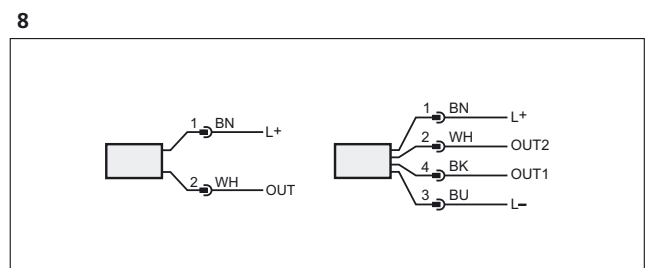 8
1 BN L+
2 WH OUT
1 BN L+
2 WH OUT2
4 BK OUT1
3 BU L–